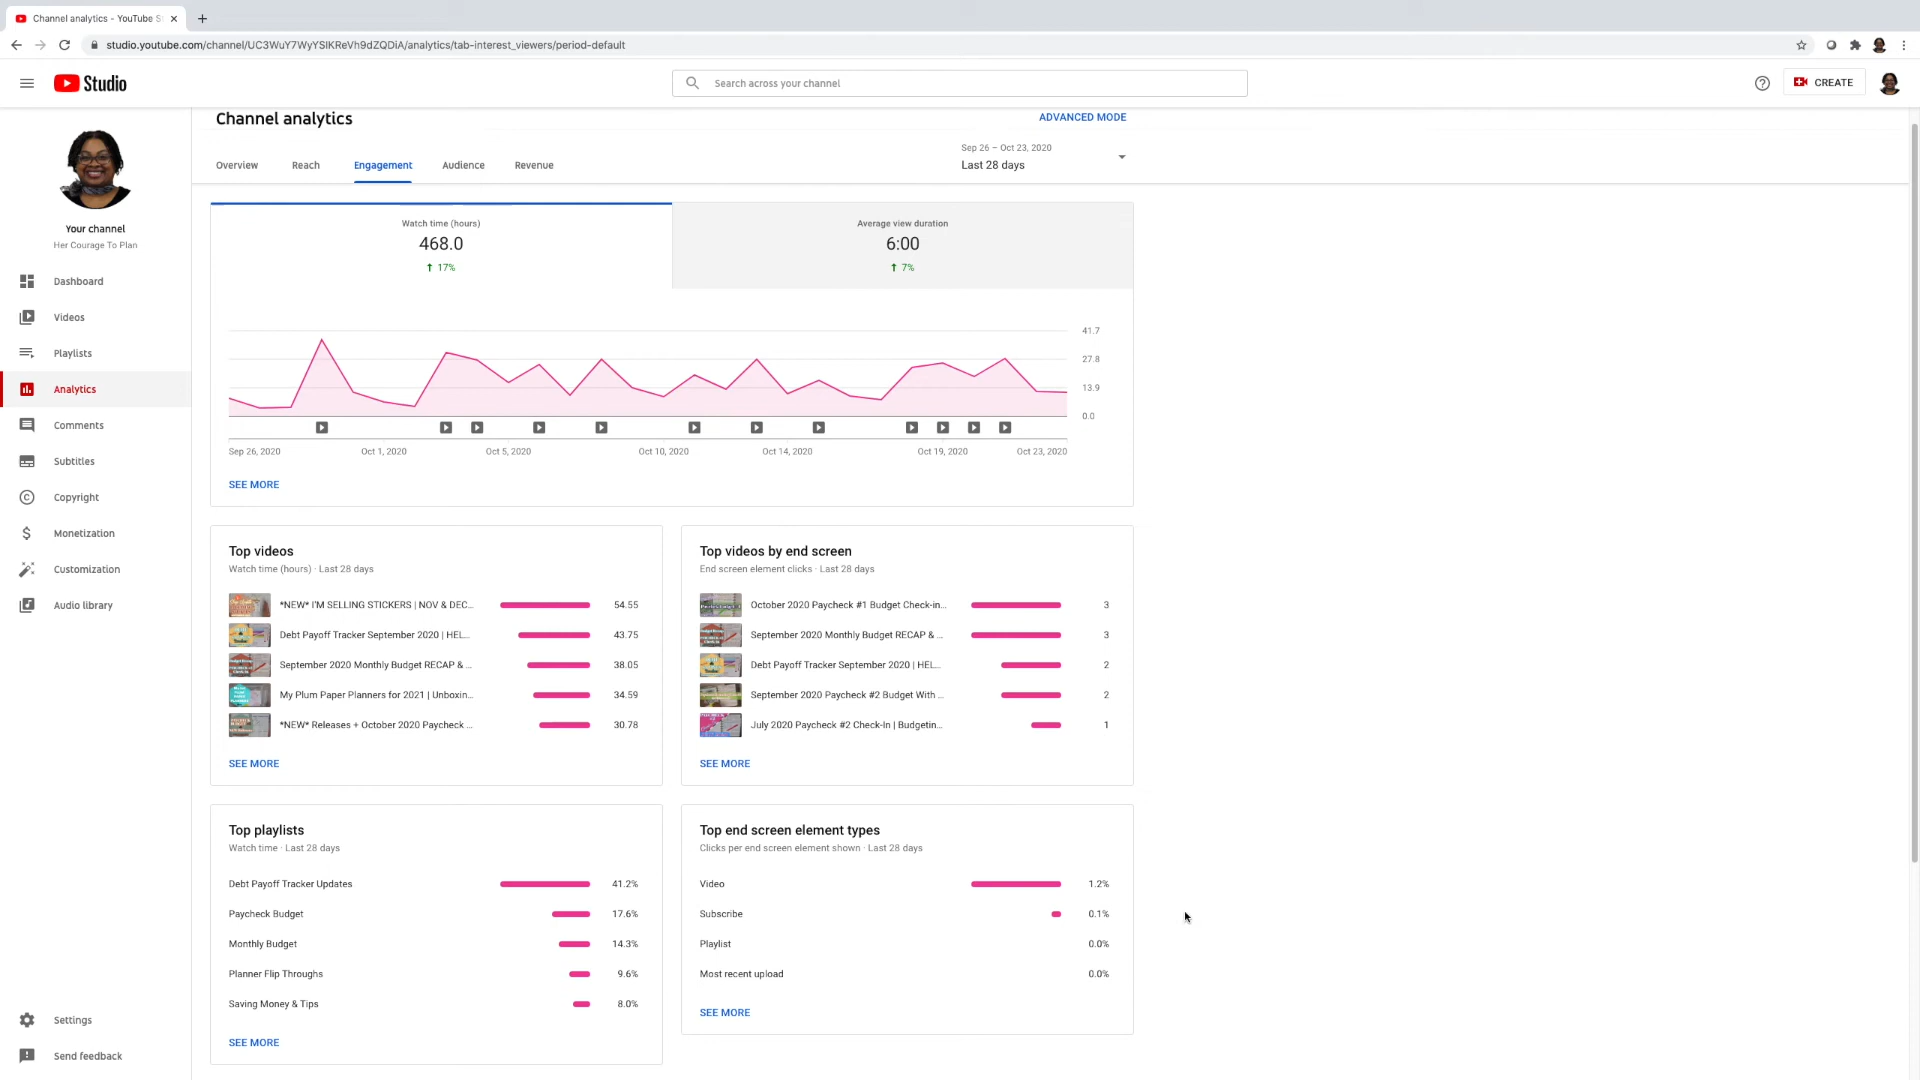 Channel analytics - YouTube S
studio.youtube.com/channel/UC3WuY7WyYSIKReVh9dZQDiA/analytics/tab-interest_viewers/period-default
Studio
Search across your channel
CREATE
Channel analytics
ADVANCED MODE
Overview
Reach
Engagement
Audience
Revenue
Sep 26 – Oct 23, 2020
Last 28 days
Your channel
Her Courage To Plan
Dashboard
Videos
Playlists
Analytics
Comments
Subtitles
Copyright
Monetization
Customization
Audio library
Settings
Send feedback
Watch time (hours)
468.0
17%
Average view duration
6:00
7%
41.7
27.8
13.9
0.0
Sep 26, 2020
Oct 1, 2020
Oct 5, 2020
Oct 10, 2020
Oct 14, 2020
Oct 19, 2020
Oct 23, 2020
SEE MORE
Top videos
Watch time (hours) · Last 28 days
*NEW* I'M SELLING STICKERS | NOV & DEC... 54.55
Debt Payoff Tracker September 2020 | HEL... 43.75
September 2020 Monthly Budget RECAP & ... 38.05
My Plum Paper Planners for 2021 | Unboxin... 34.59
*NEW* Releases + October 2020 Paycheck ... 30.78
SEE MORE
Top videos by end screen
End screen element clicks · Last 28 days
October 2020 Paycheck #1 Budget Check-in... 3
September 2020 Monthly Budget RECAP & ... 3
Debt Payoff Tracker September 2020 | HEL... 2
September 2020 Paycheck #2 Budget With ... 2
July 2020 Paycheck #2 Check-In | Budgetin... 1
SEE MORE
Top playlists
Watch time · Last 28 days
Debt Payoff Tracker Updates 41.2%
Paycheck Budget 17.6%
Monthly Budget 14.3%
Planner Flip Throughs 9.6%
Saving Money & Tips 8.0%
SEE MORE
Top end screen element types
Clicks per end screen element shown · Last 28 days
Video 1.2%
Subscribe 0.1%
Playlist 0.0%
Most recent upload 0.0%
SEE MORE